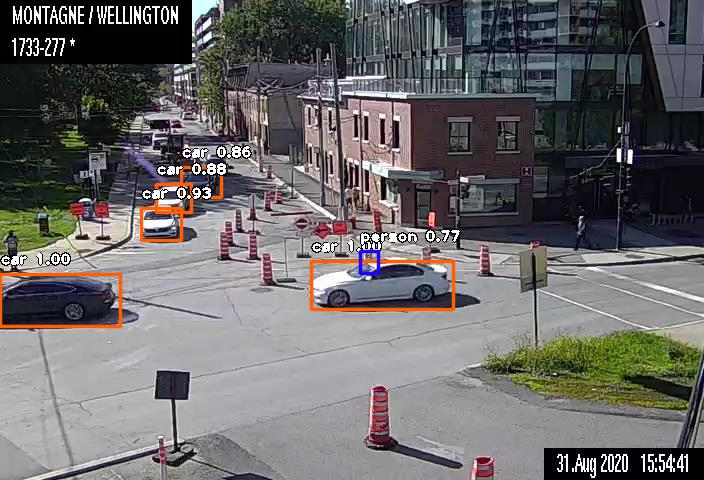 MONTAGNE / WELLINGTON
1733-277 *
car 0.86
car 0.88
car 0.93
person 0.77
car 1.00
car 1.00
31.Aug 2020 15:54:41